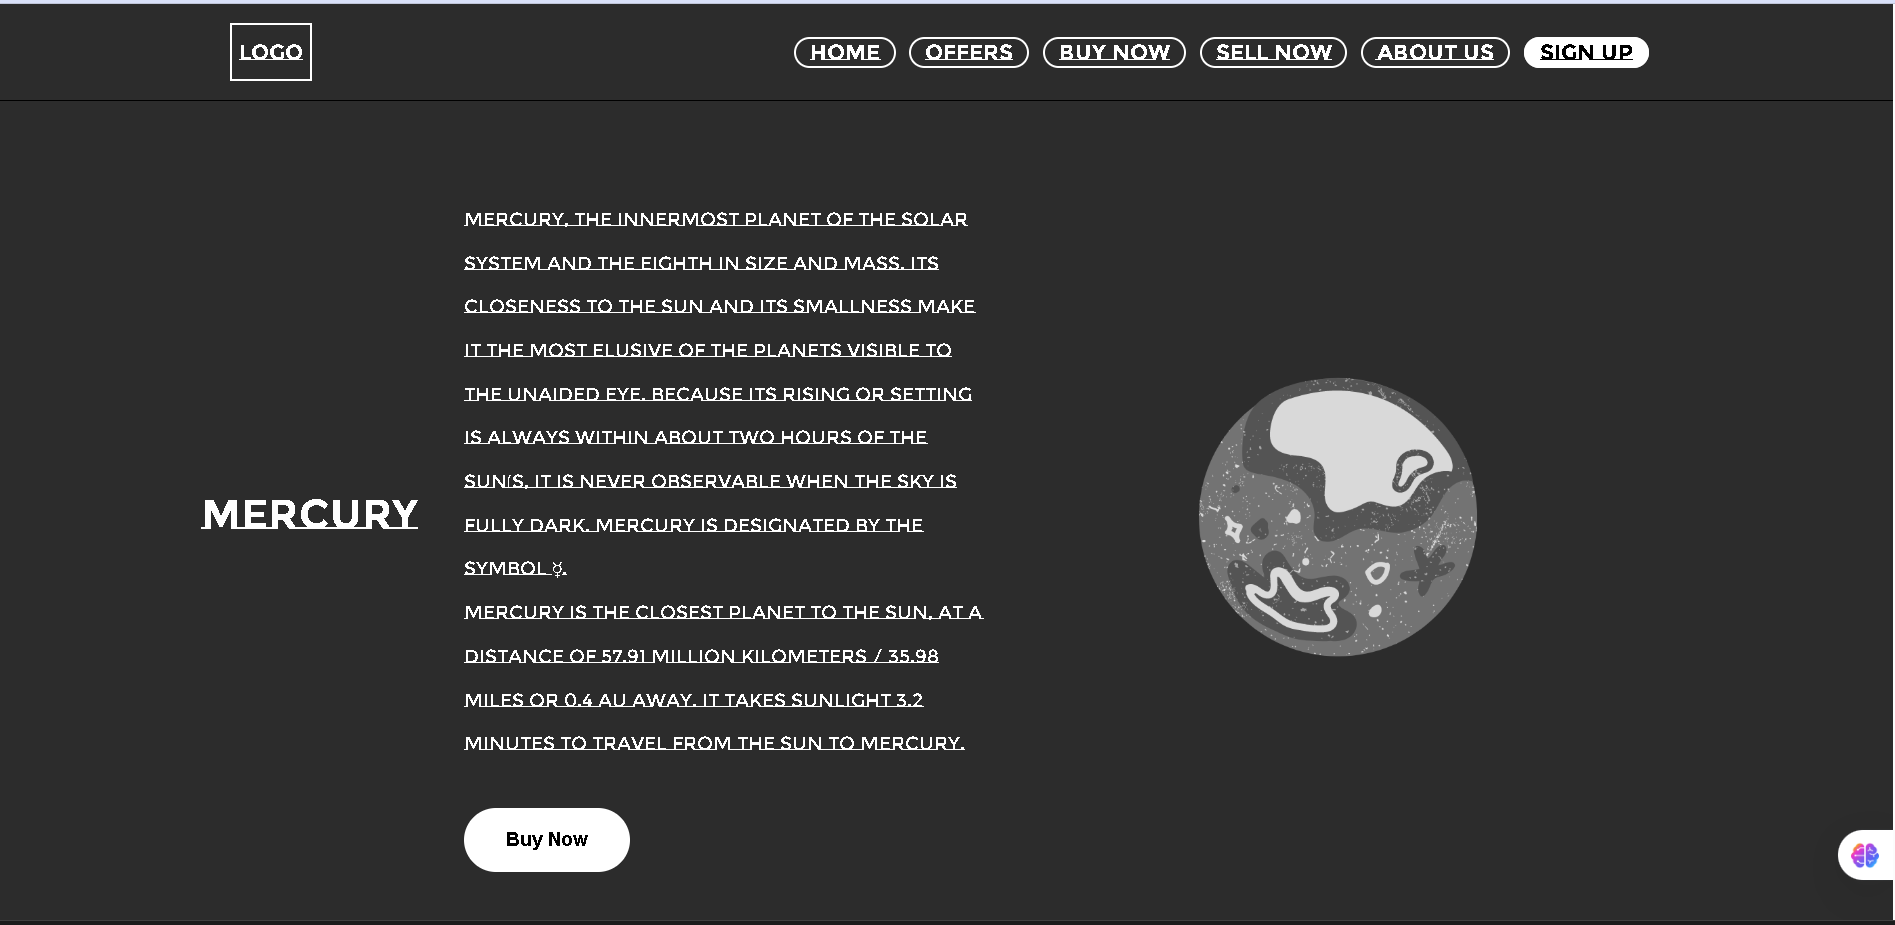 LOGO
HOME OFFERS BUY NOW SELL NOW ABOUT US SIGN UP
MERCURY, THE INNERMOST PLANET OF THE SOLAR
SYSTEM AND THE EIGHTH IN SIZE AND MASS. ITS
CLOSENESS TO THE SUN AND ITS SMALLNESS MAKE
IT THE MOST ELUSIVE OF THE PLANETS VISIBLE TO
THE UNAIDED EYE. BECAUSE ITS RISING OR SETTING
IS ALWAYS WITHIN ABOUT TWO HOURS OF THE
IT IS NEVER OBSERVABLE WHEN THE SKY IS
MERCURY
FULLY DARK. MERCURY IS DESIGNATED BY THE
SYMBOL ☿.
MERCURY IS THE CLOSEST PLANET TO THE SUN, AT A
DISTANCE OF 57.91 MILLION KILOMETERS / 35.98
MILES OR 0.4 AU AWAY. IT TAKES SUNLIGHT 3.2
MINUTES TO TRAVEL FROM THE SUN TO MERCURY.
Buy Now